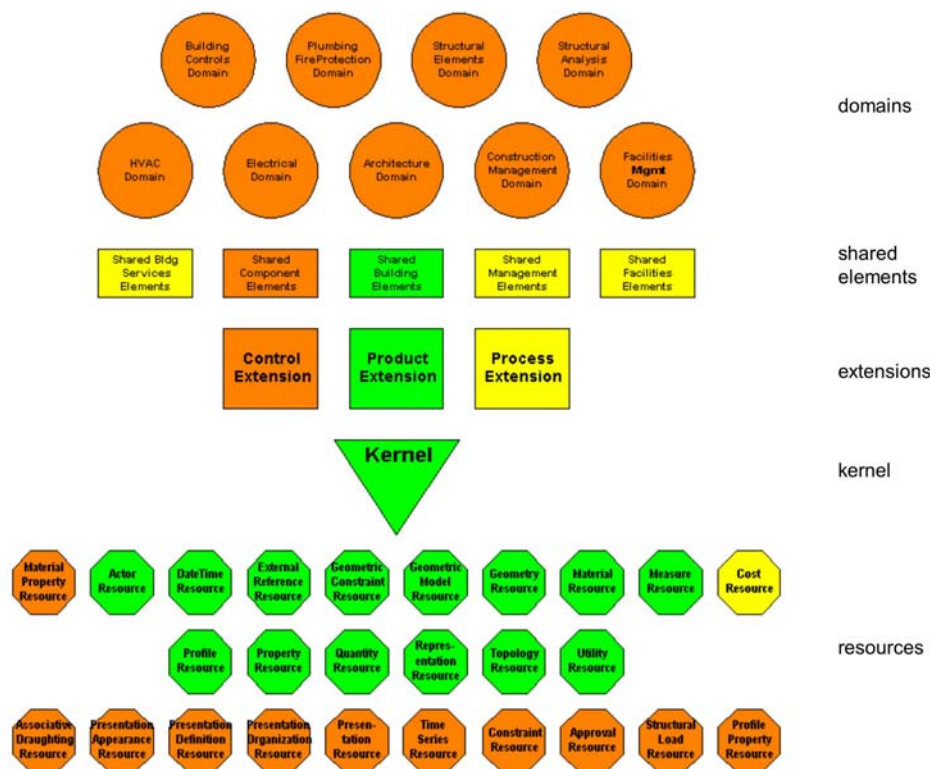 Building
Controls
Domain
Plumbing
FireProtection
Domain
Structural
Elements
Domain
Structural
Analysis
Domain
domains
HVAC
Domain
Electrical
Domain
Architecture
Domain
Construction
Management
Domain
Facilities
Mgmt
Domain
Shared Bldg
Services
Elements
Shared
Component
Elements
Shared
Building
Elements
Shared
Management
Elements
Shared
Facilities
Elements
shared
elements
Control
Extension
Product
Extension
Process
Extension
extensions
Kernel
kernel
Material
Property
Resource
Actor
Resource
DateTime
Resource
External
Reference
Resource
Geometric
Constraint
Resource
Geometric
Model
Resource
Geometry
Resource
Material
Resource
Measure
Resource
Cost
Resource
Profile
Resource
Property
Resource
Quantity
Resource
Repres-
entation
Resource
Topology
Resource
Utility
Resource
resources
Associative
Draughting
Resource
Presentation
Appearance
Resource
Presentation
Definition
Resource
Presentation
Organization
Resource
Presen-
tation
Resource
Time
Series
Resource
Constraint
Resource
Approval
Resource
Structural
Load
Resource
Profile
Property
Resource